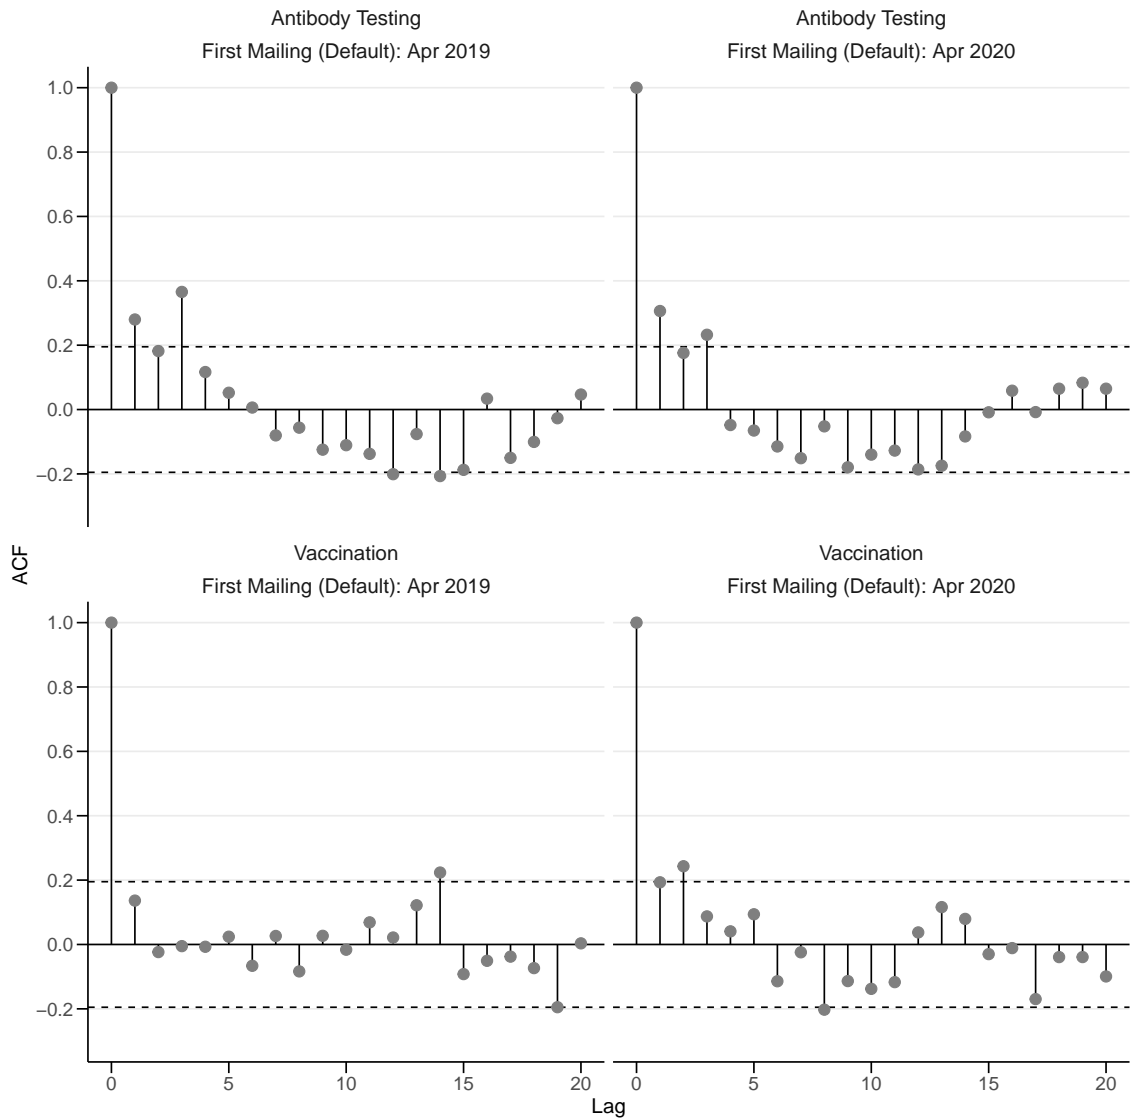 Antibody Testing
First Mailing (Default): Apr 2019
Antibody Testing
First Mailing (Default): Apr 2020
1.0
0.8
0.6
0.4
0.2
0.0
−0.2
ACF
Vaccination
First Mailing (Default): Apr 2019
Vaccination
First Mailing (Default): Apr 2020
1.0
0.8
0.6
0.4
0.2
0.0
−0.2
0 5 10 15 20
0 5 10 15 20
Lag